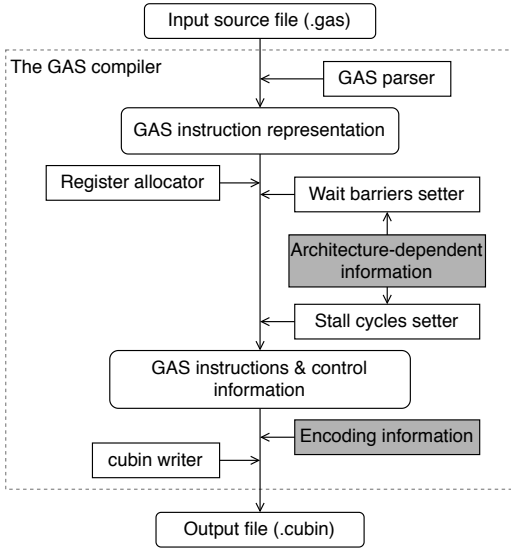 Input source file (.gas)
The GAS compiler
GAS parser
GAS instruction representation
Register allocator
Wait barriers setter
Architecture-dependent
information
Stall cycles setter
GAS instructions & control
information
Encoding information
cubin writer
Output file (.cubin)